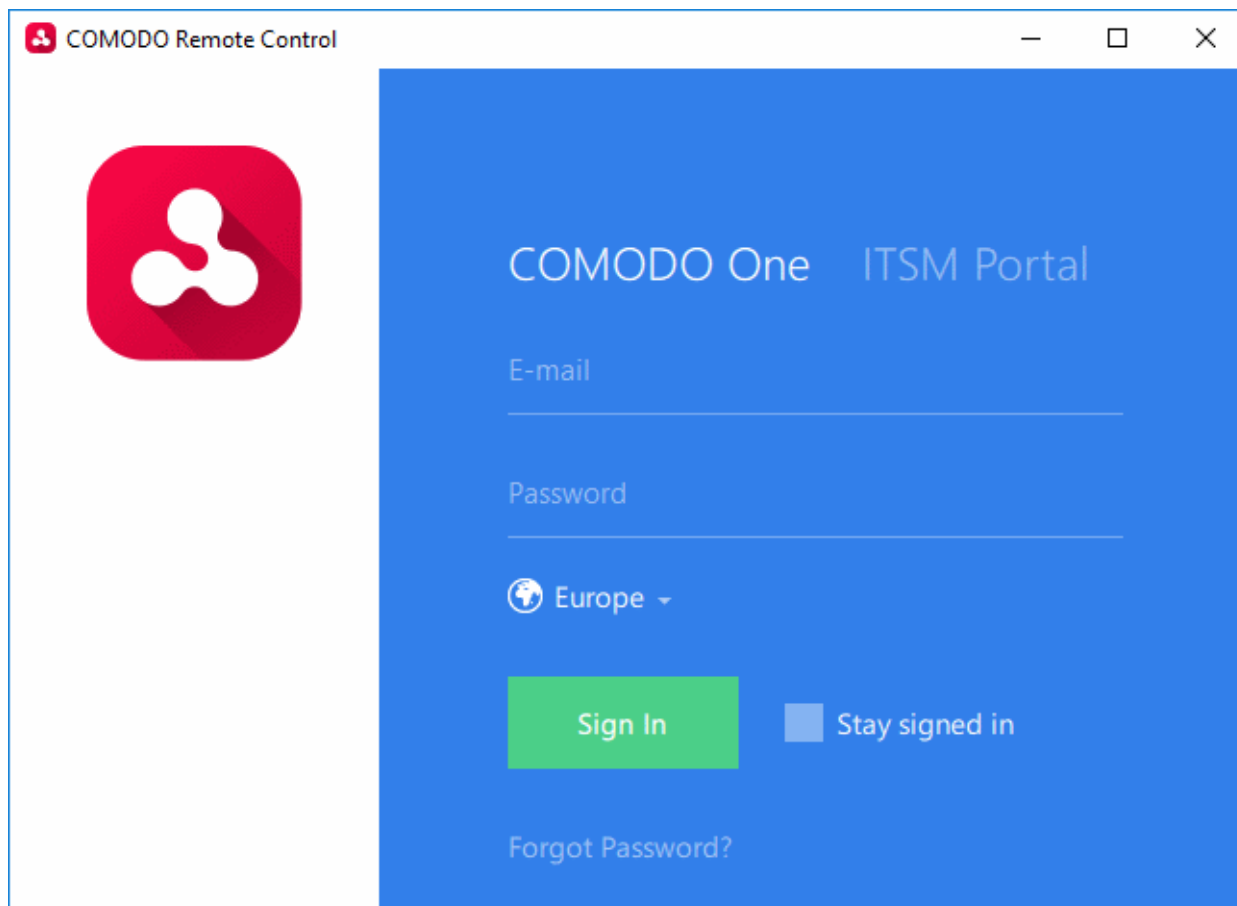 COMODO Remote Control
COMODO One ITSM Portal
E-mail
Password
Europe
Sign In Stay signed in
Forgot Password?